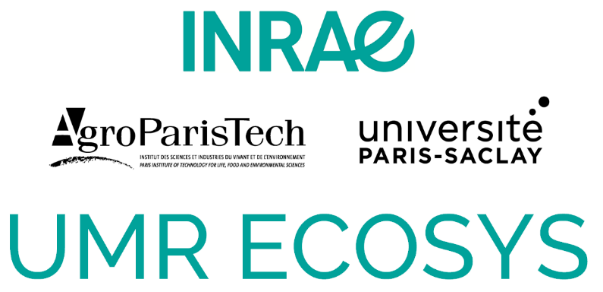 INRAE
AgroParisTech
INSTITUT DES SCIENCES ET INDUSTRIES DU VIVANT ET DE L'ENVIRONNEMENT
PARIS INSTITUTE OF TECHNOLOGY FOR LIFE, FOOD AND ENVIRONMENTAL SCIENCES
université
PARIS-SACLAY
UMR ECOSYS